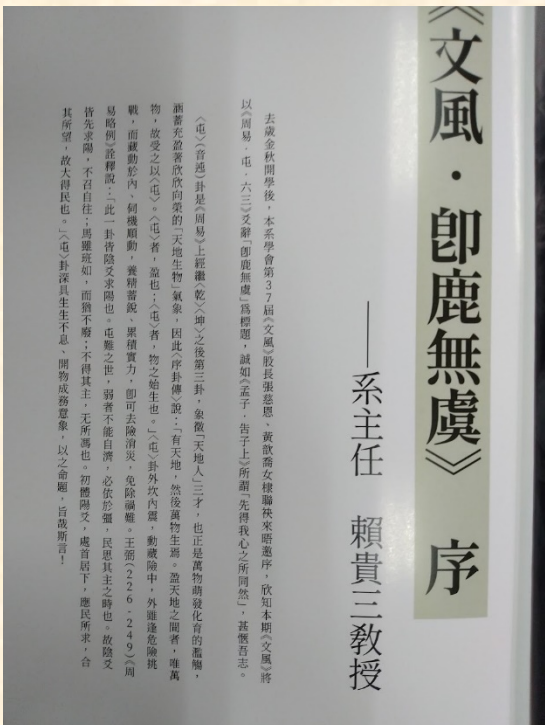 《文風・即鹿無虞》 序
——系主任 賴貴三教授
去歲金秋開學後，本系學會第37屆《文風》股長張慈恩、黃歆喬女棣聯袂來晤邀序，欣知本期《文風》將
以《周易・屯・六三》爻辭「即鹿無虞」為標題，誠如《孟子・告子上》所謂「先得我心之所同然」，甚愜吾志。
〈屯〉（音迍）卦是《周易》上經繼〈乾〉〈坤〉之後第三卦，象徵「天地人」三才，也正是萬物萌發化育的濫觴，
涵蓄充盈著欣欣向榮的「天地生物」氣象，因此〈序卦傳〉說：「有天地，然後萬物生焉。盈天地之間者，唯萬
物，故受之以〈屯〉。〈屯〉者，盈也；〈屯〉者，物之始生也。」〈屯〉卦外坎內震，動藏險中，外雖逢危險挑
戰，而藏動於內、伺機順動，養精蓄銳、累積實力，即可去險消災，免除禍難。王弼（226-249）《周
易略例》詮釋說：「此一卦皆陰爻求陽也。屯難之世，弱者不能自濟，必依於彊，民思其主之時也。故陰爻
皆先求陽，不召自往；馬雖班如，而猶不廢；不得其主，无所馮也。初體陽爻，處首居下，應民所求，合
其所望，故大得民也。」〈屯〉卦深具生生不息、開物成務意象，以之命題，旨哉斯言！